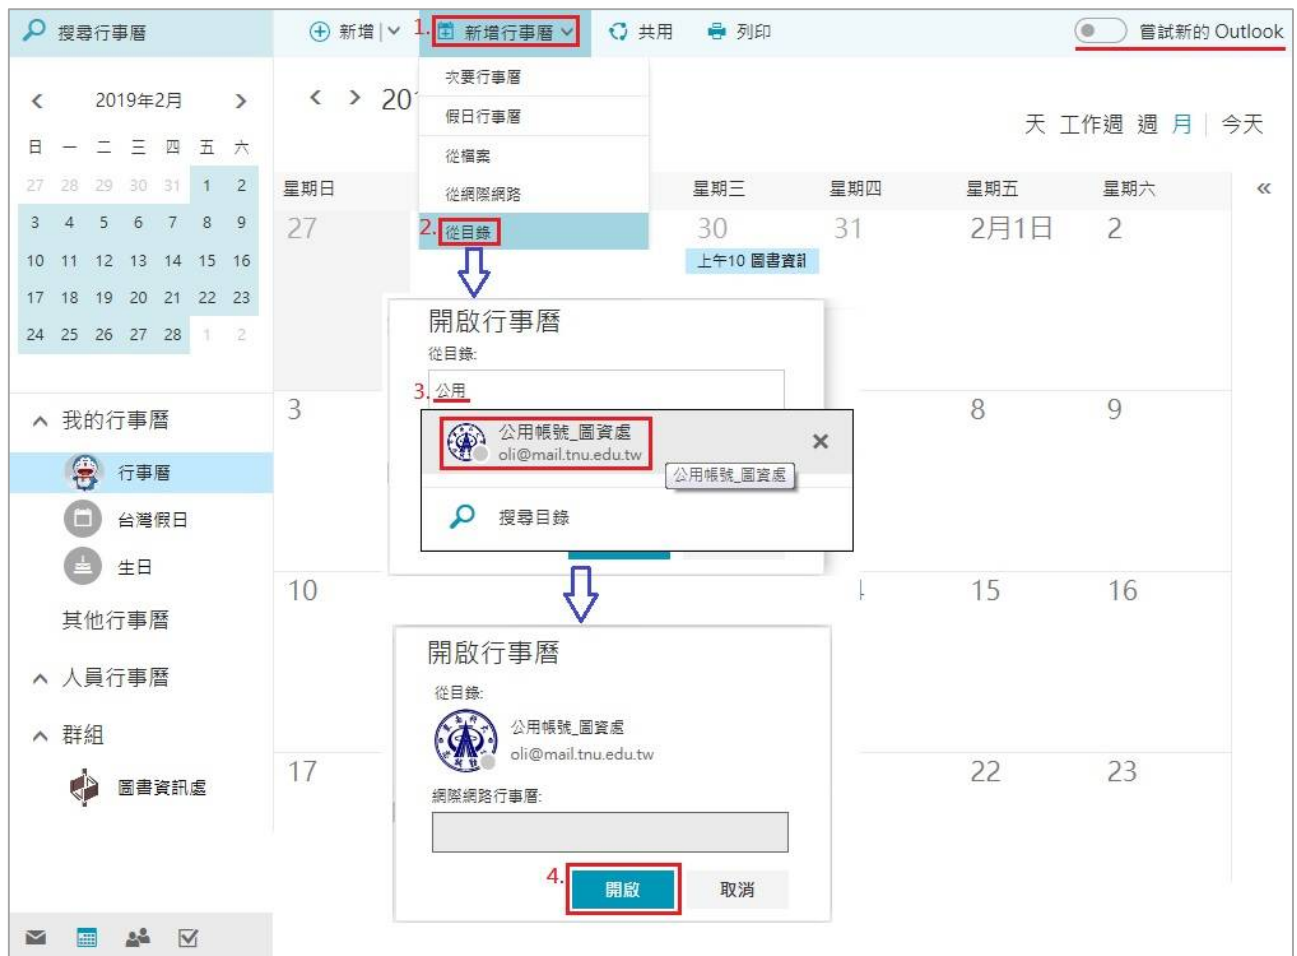 搜尋行事曆
新增 | 1. 新增行事曆 共用 列印 嘗試新的 Outlook
次要行事曆
假日行事曆
從檔案
從網際網路
2. 從目錄
2019年2月
日 一 二 三 四 五 六
27 28 29 30 31 1 2
3 4 5 6 7 8 9
10 11 12 13 14 15 16
17 18 19 20 21 22 23
24 25 26 27 28 1 2
我的行事曆
行事曆
台灣假日
生日
其他行事曆
人員行事曆
群組
圖書資訊處
天 工作週 週 月 | 今天
星期日 星期三 星期四 星期五 星期六
27 30 31 2月1日 2
上午10 圖書資訊
3 8 9
10 15 16
17 22 23
開啟行事曆
從目錄:
3. 公用
公用帳號_圖資處
oli@mail.tnu.edu.tw
公用帳號_圖資處
搜尋目錄
開啟行事曆
從目錄:
公用帳號_圖資處
oli@mail.tnu.edu.tw
網際網路行事曆:
4. 開啟 取消